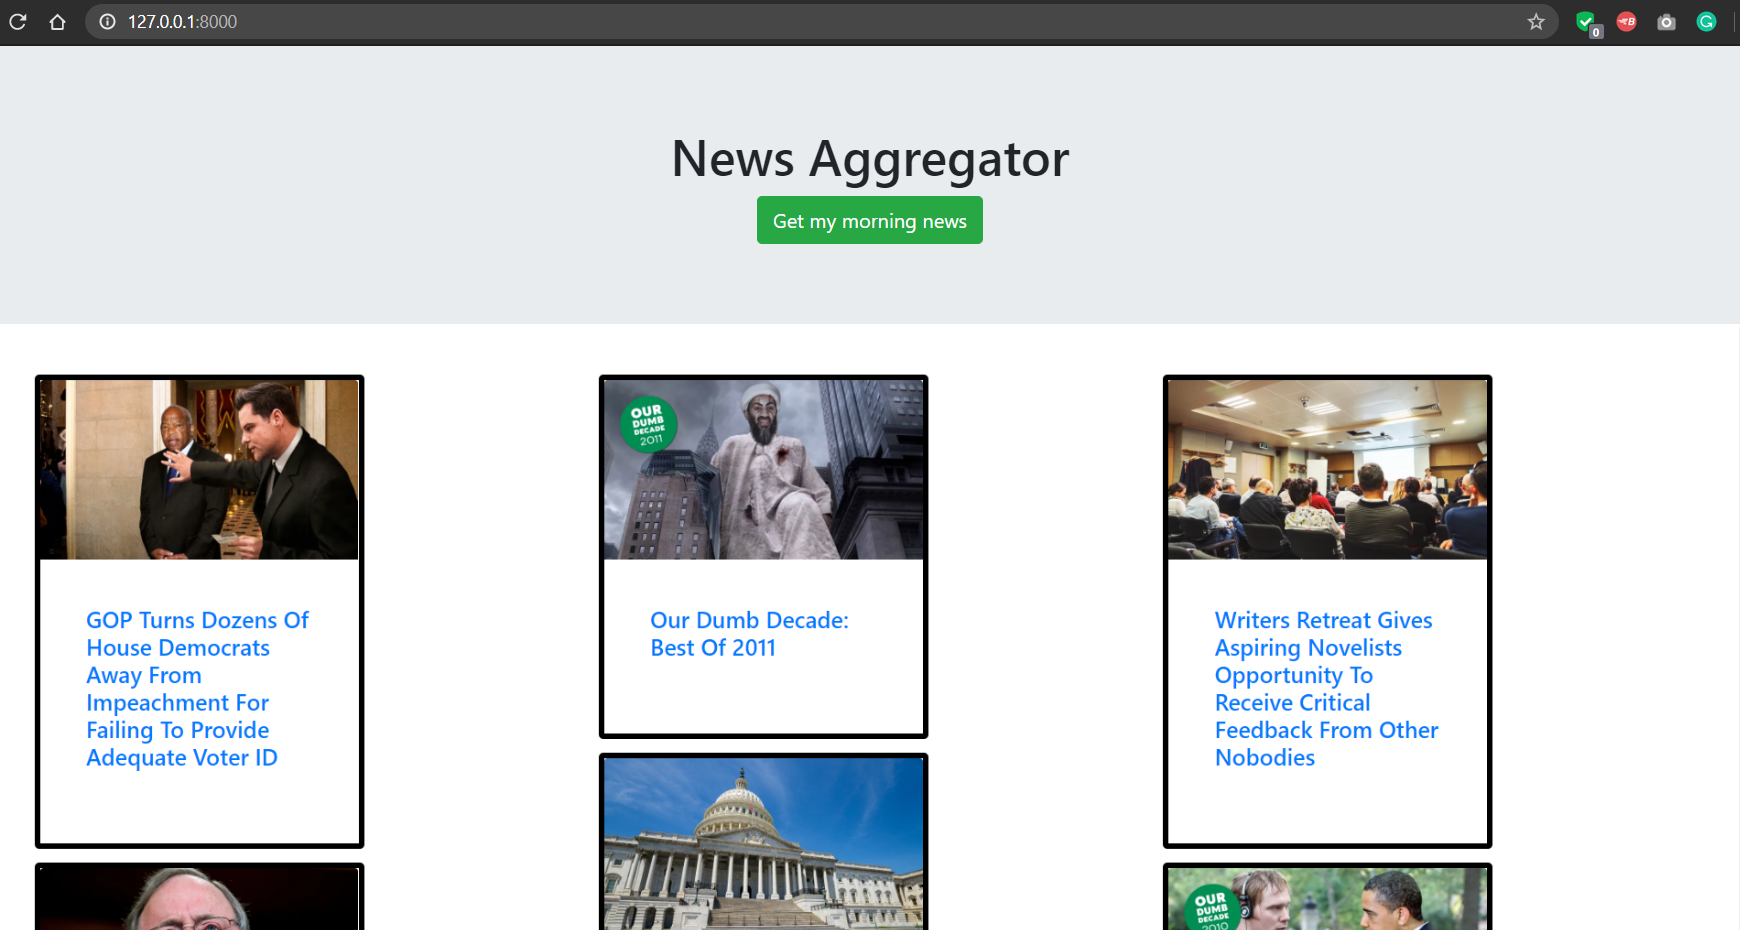 127.0.0.1:8000
0
B
News Aggregator
Get my morning news
OUR
DUMB
DECADE
2011
GOP Turns Dozens Of
House Democrats
Away From
Impeachment For
Failing To Provide
Adequate Voter ID
Our Dumb Decade:
Best Of 2011
Writers Retreat Gives
Aspiring Novelists
Opportunity To
Receive Critical
Feedback From Other
Nobodies
OUR
DUMB
DECADE
2010